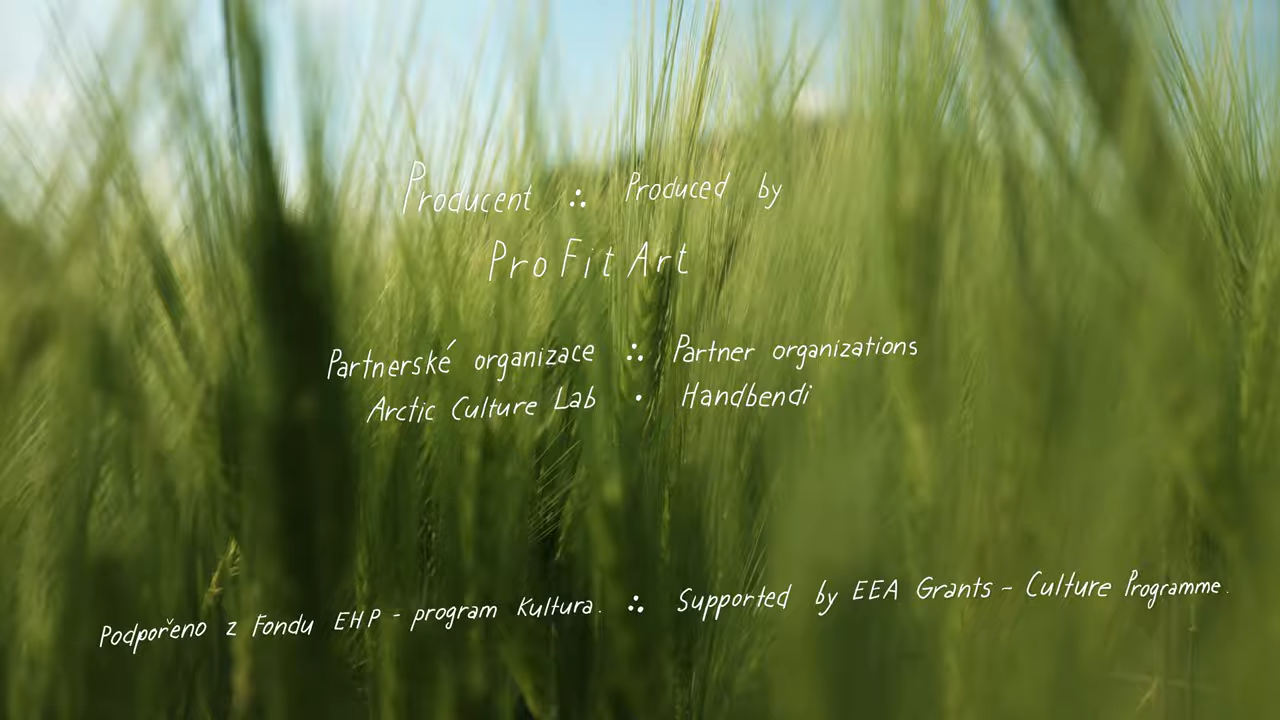 Producent ∴ Produced by
ProFitArt
Partnerské organizace ∴ Partner organizations
Arctic Culture Lab · Handbendi
Podpořeno z Fondu EHP - program Kultura. ∴ Supported by EEA Grants - Culture Programme.